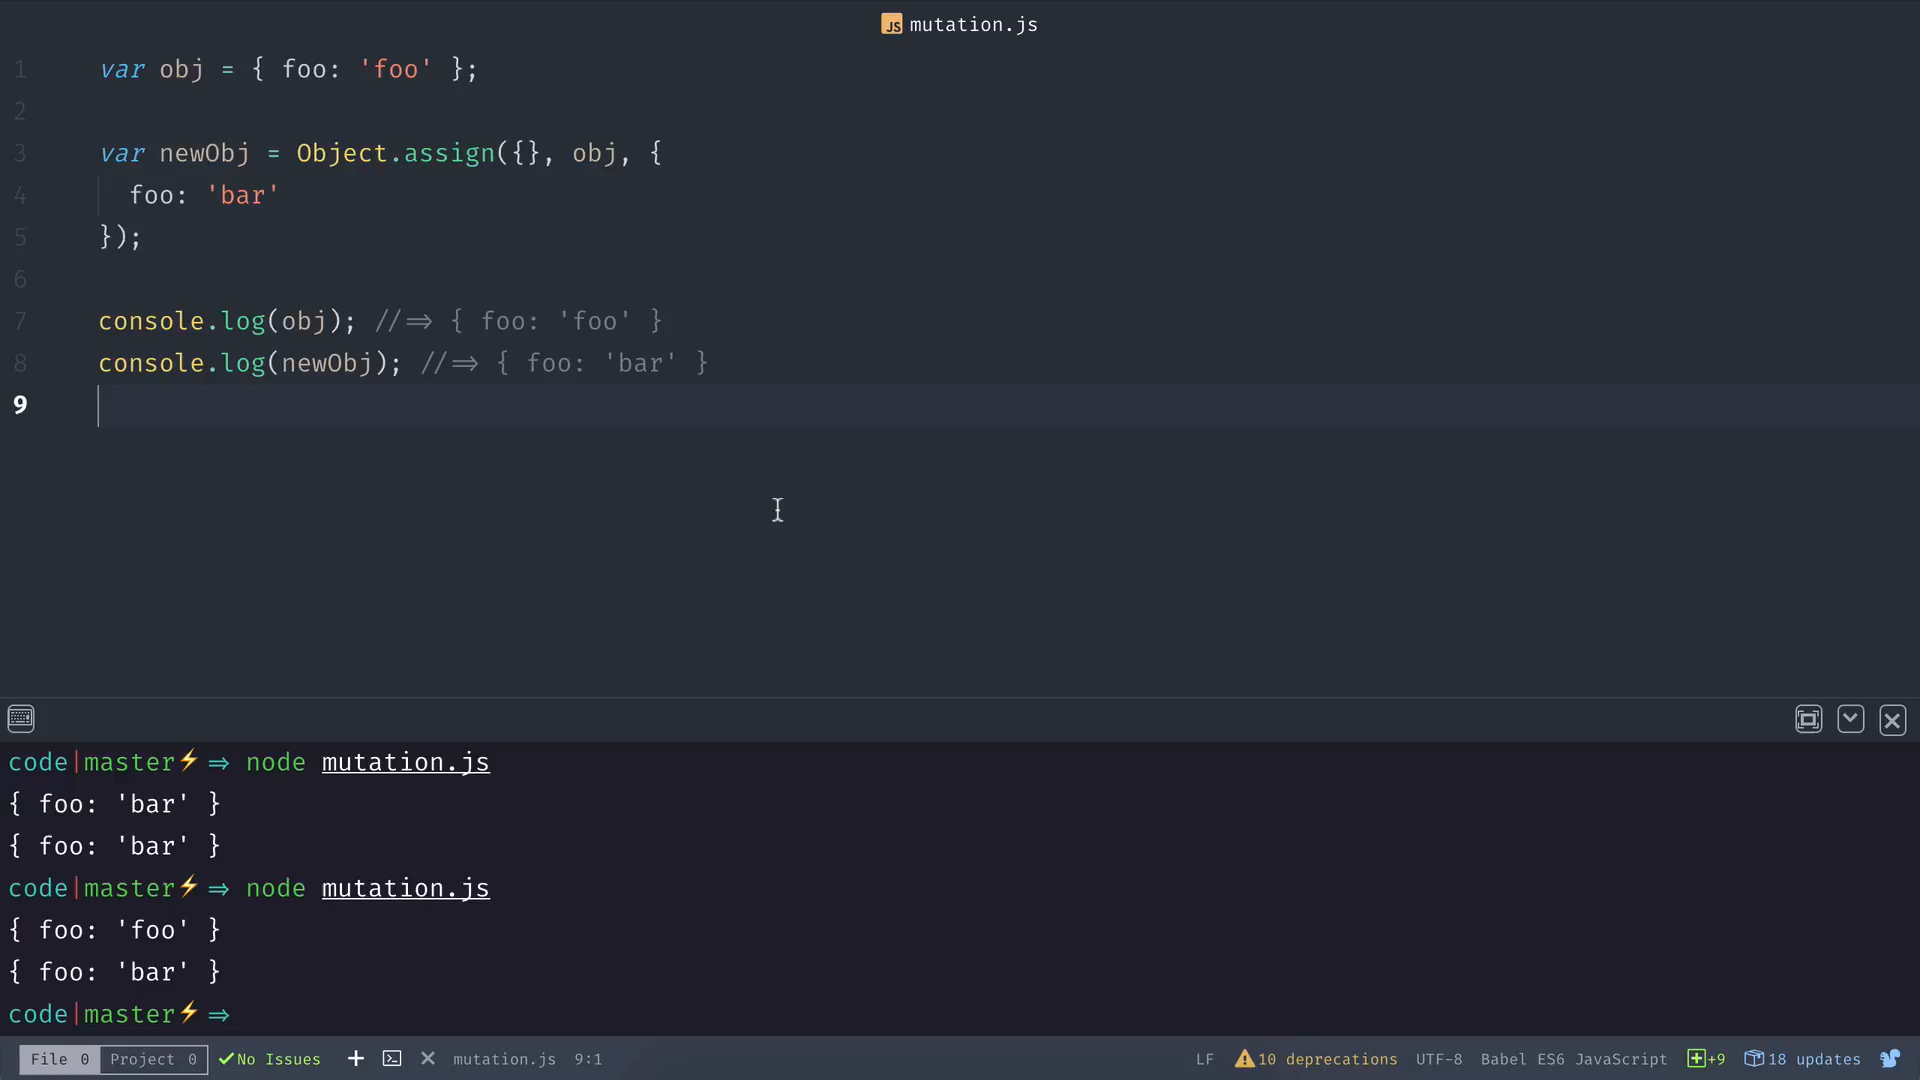 JS mutation.js
1 var obj = { foo: 'foo' };
2
3 var newObj = Object.assign({}, obj, {
4 foo: 'bar'
5 });
6
7 console.log(obj); //=> { foo: 'foo' }
8 console.log(newObj); //=> { foo: 'bar' }
9
code|master⚡ => node mutation.js
{ foo: 'bar' }
{ foo: 'bar' }
code|master⚡ => node mutation.js
{ foo: 'foo' }
{ foo: 'bar' }
code|master⚡ =>
File 0 Project 0 ✓No Issues + mutation.js 9:1 LF 10 deprecations UTF-8 Babel ES6 JavaScript +9 18 updates